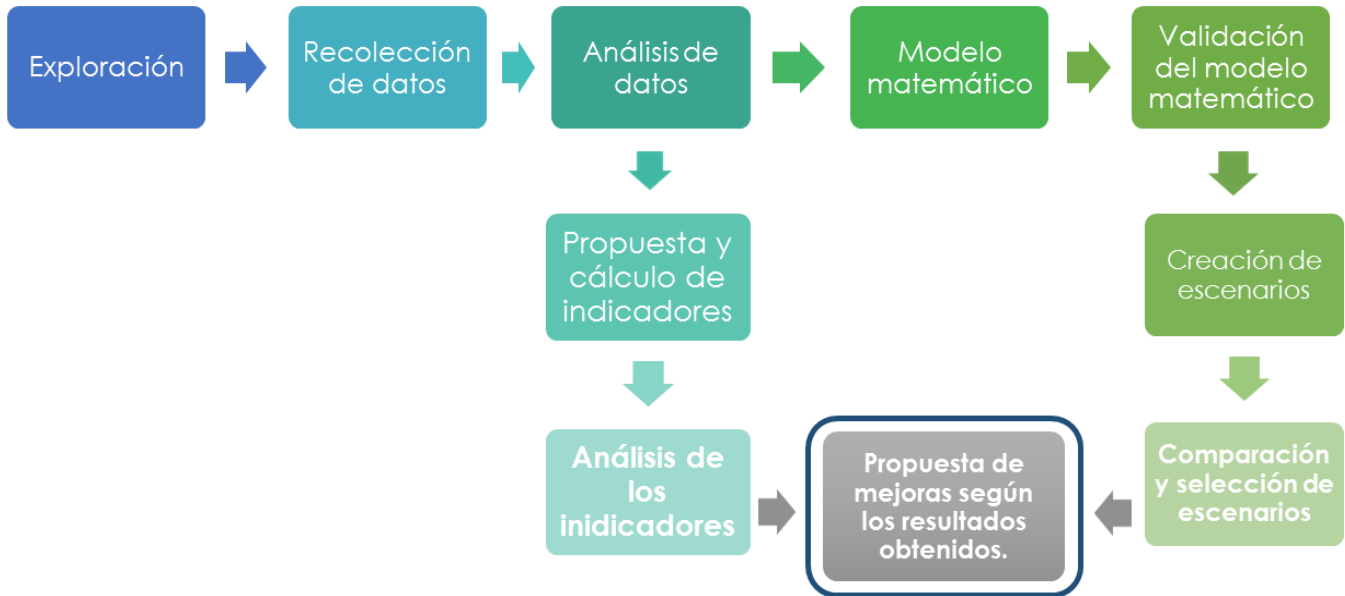 Exploración
Recolección
de datos
Análisis de
datos
Modelo
matemático
Validación
del modelo
matemático
Propuesta y
cálculo de
indicadores
Creación de
escenarios
Análisis de
los
inidicadores
Propuesta de
mejoras según
los resultados
obtenidos.
Comparación
y selección de
escenarios